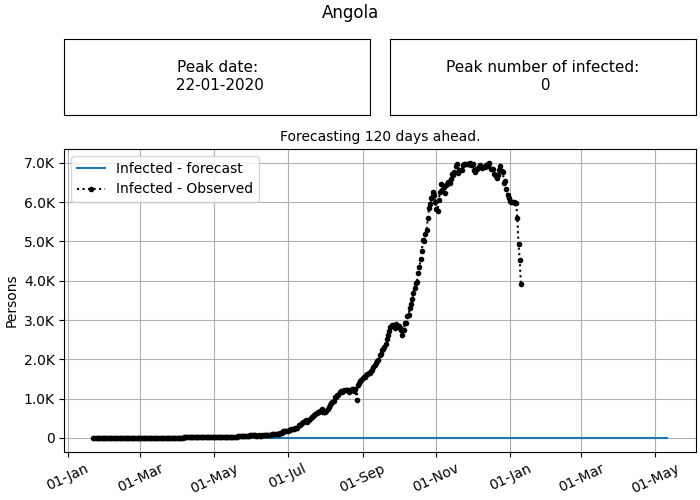 Angola
Peak date:
22-01-2020
Peak number of infected:
0
Forecasting 120 days ahead.
Infected - forecast
Infected - Observed
7.0K
6.0K
5.0K
4.0K
3.0K
2.0K
1.0K
0
Persons
01-Jan
01-Mar
01-May
01-Jul
01-Sep
01-Nov
01-Jan
01-Mar
01-May